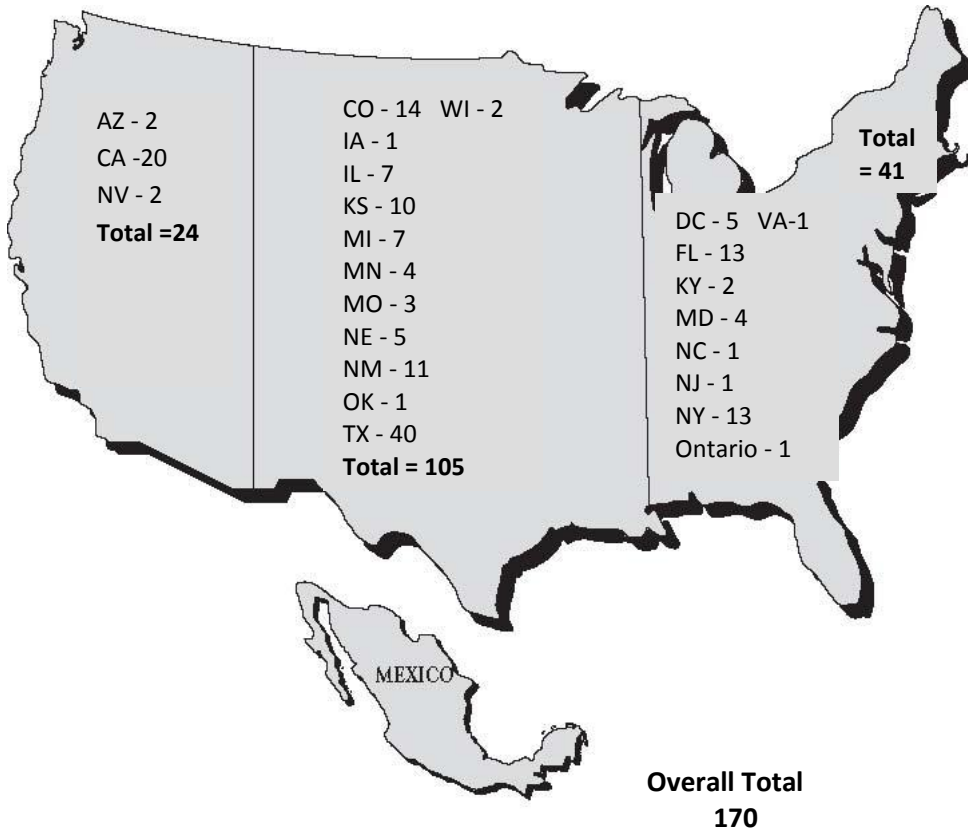 AZ - 2
CA -20
NV - 2
Total =24
CO - 14 WI - 2
IA - 1
IL - 7
KS - 10
MI - 7
MN - 4
MO - 3
NE - 5
NM - 11
OK - 1
TX - 40
Total = 105
Total
= 41
DC - 5 VA-1
FL - 13
KY - 2
MD - 4
NC - 1
NJ - 1
NY - 13
Ontario - 1
MEXICO
Overall Total
170